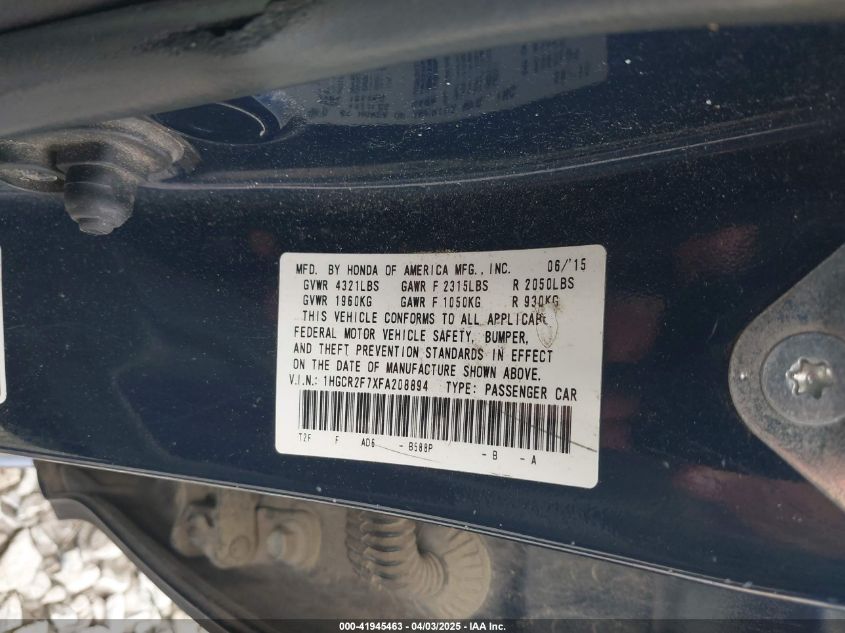 MFD. BY HONDA OF AMERICA MFG., INC. 06/'15
GVWR 4321LBS GAWR F 2315LBS R 2050LBS
GVWR 1960KG GAWR F 1050KG R 930KG
THIS VEHICLE CONFORMS TO ALL APPLICABLE
FEDERAL MOTOR VEHICLE SAFETY, BUMPER,
AND THEFT PREVENTION STANDARDS IN EFFECT
ON THE DATE OF MANUFACTURE SHOWN ABOVE.
V.I.N.: 1HGCR2F7XFA208894 TYPE: PASSENGER CAR
T2F F AD6 - B588P - B - A
000-41945463 - 04/03/2025 - IAA Inc.